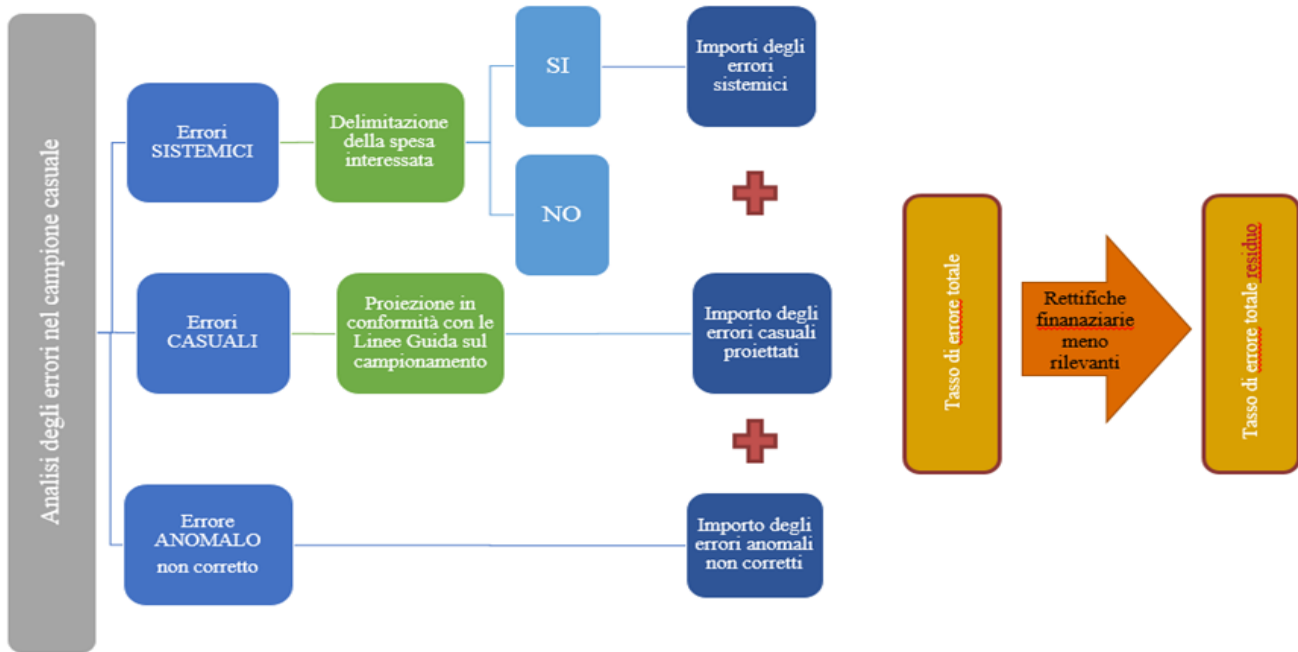 Analisi degli errori nel campione casuale
Errori
SISTEMICI
Delimitazione
della spesa
interessata
SI
NO
Importi degli
errori
sistemici
Errori
CASUALI
Proiezione in
conformità con le
Linee Guida sul
campionamento
Importo degli
errori casuali
proiettati
Errore
ANOMALO
non corretto
Importo degli
errori anomali
non corretti
Tasso di errore totale
Rettifiche
finanaziarie
meno
rilevanti
Tasso di errore totale residuo